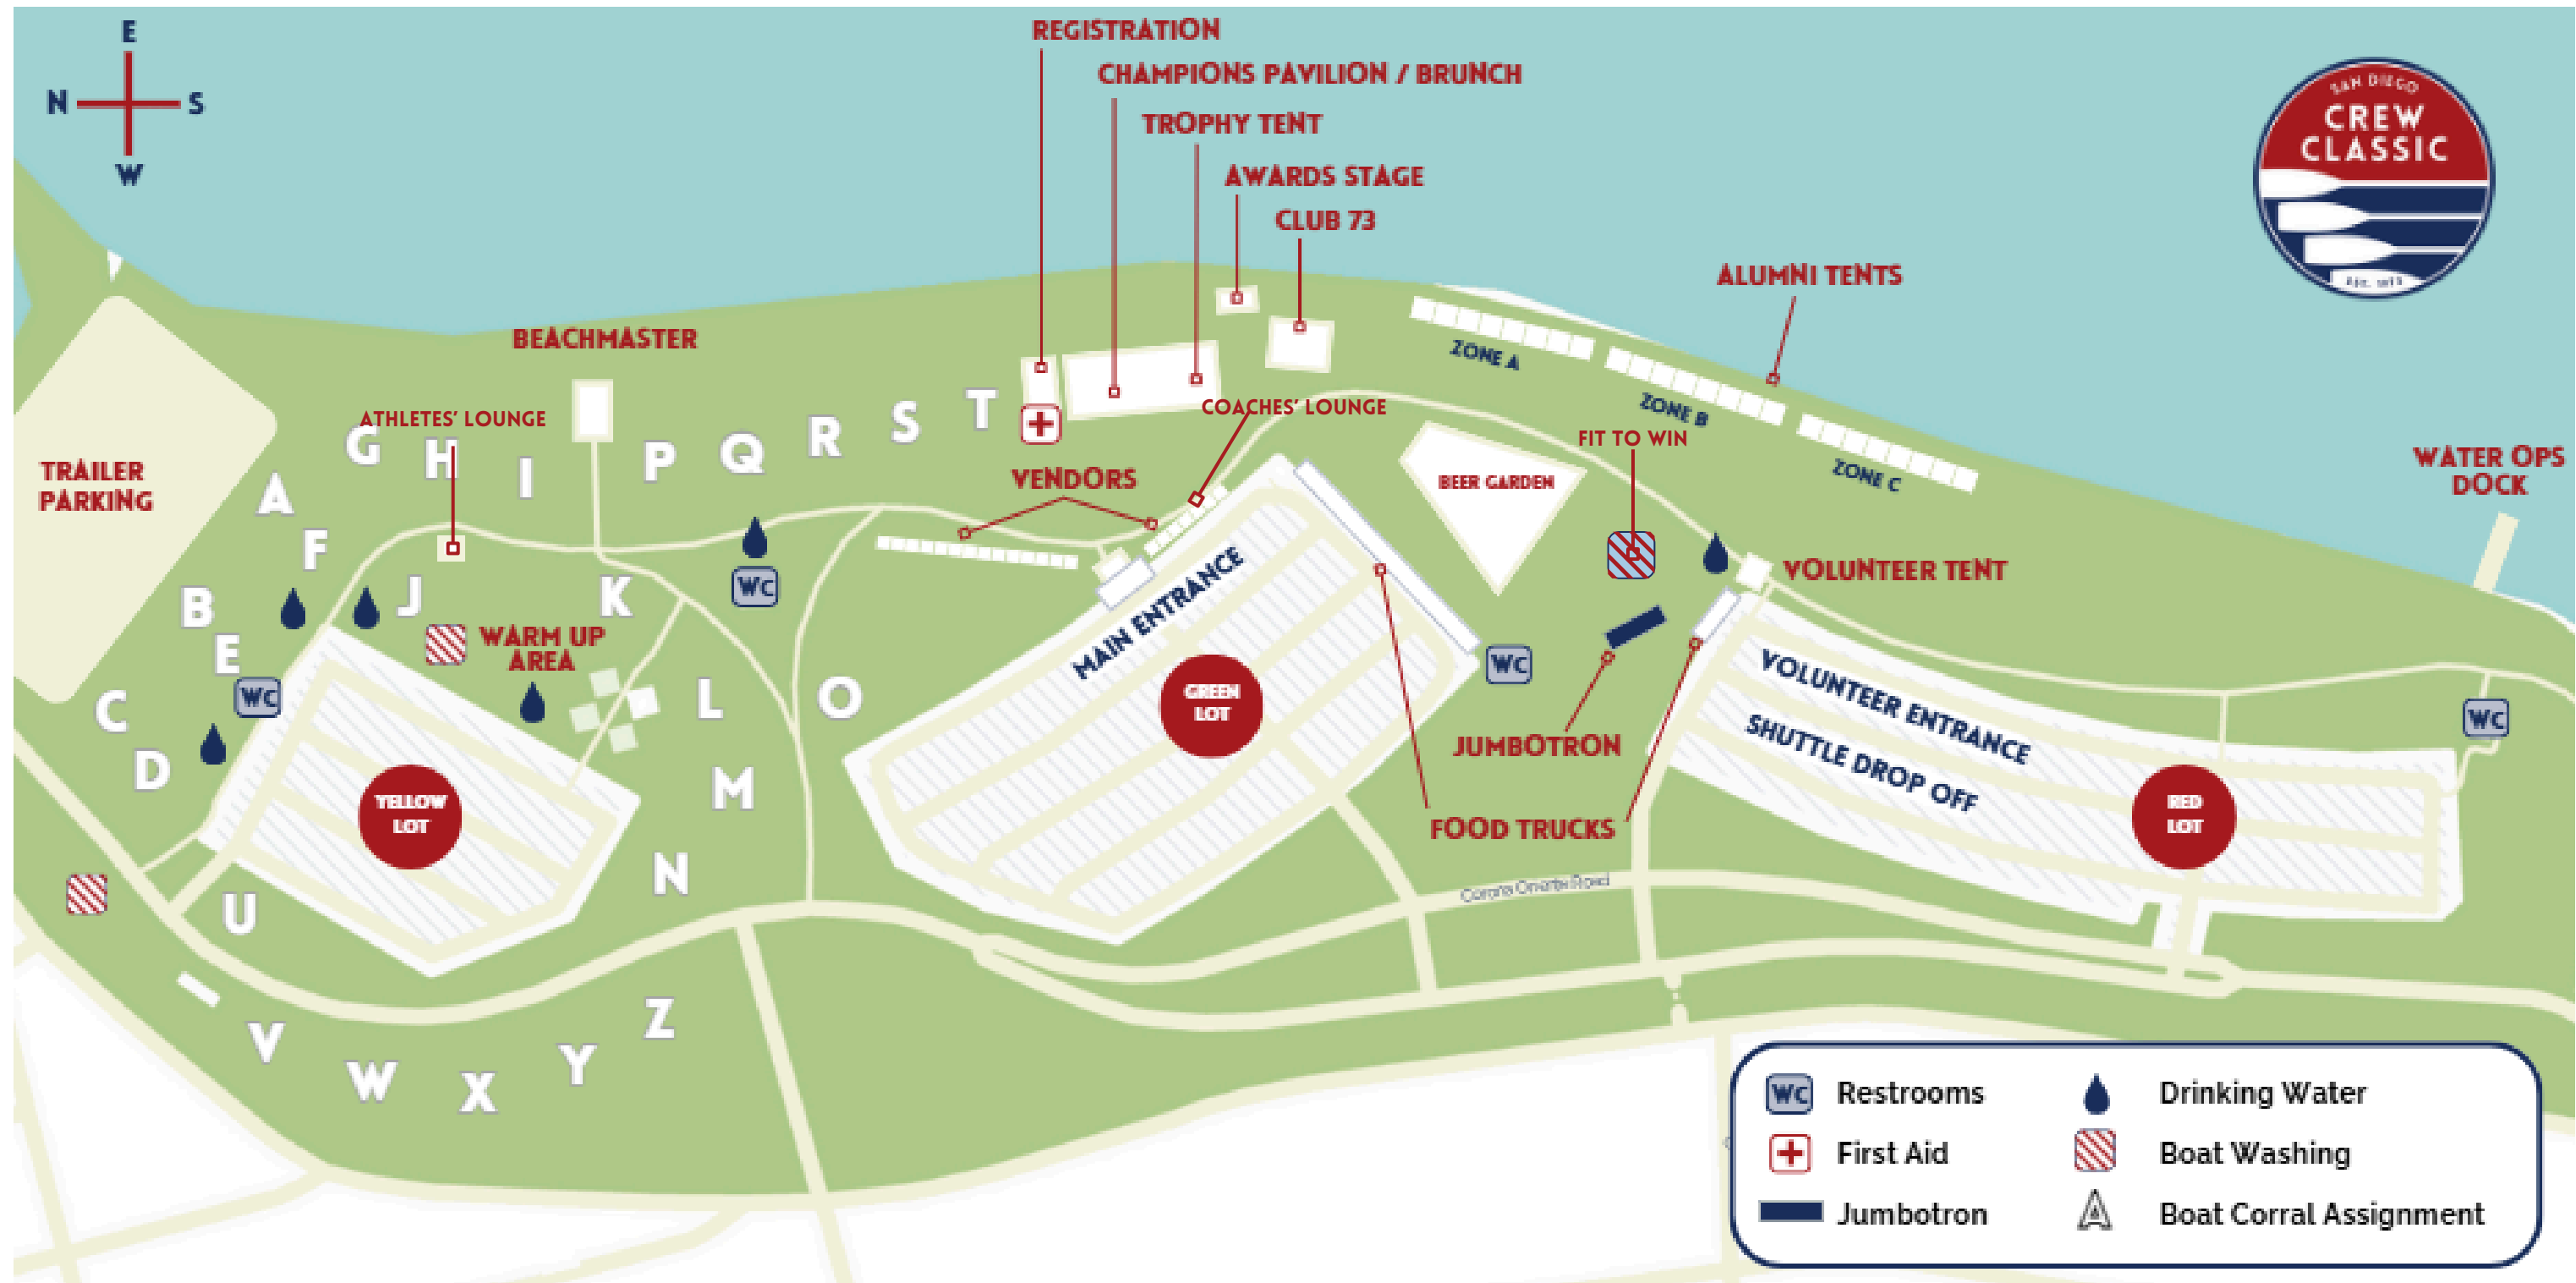 E
N
S
W
REGISTRATION
CHAMPIONS PAVILION / BRUNCH
TROPHY TENT
AWARDS STAGE
CLUB 73
SAN DIEGO
CREW
CLASSIC
ALUMNI TENTS
BEACHMASTER
ZONE A
ZONE B
ZONE C
ATHLETES' LOUNGE
COACHES' LOUNGE
FIT TO WIN
BEER GARDEN
VENDORS
TRAILER
PARKING
WATER OPS
DOCK
VOLUNTEER TENT
G
H
I
P
Q
R
S
T
A
F
B
J
K
E
C
D
L
O
M
N
U
V
W
X
Y
Z
WC
WC
WC
WC
WARM UP
AREA
MAIN ENTRANCE
YELLOW
LOT
GREEN
LOT
RED
LOT
VOLUNTEER ENTRANCE
SHUTTLE DROP OFF
JUMBOTRON
FOOD TRUCKS
WC Restrooms
Drinking Water
First Aid
Boat Washing
Jumbotron
A Boat Corral Assignment